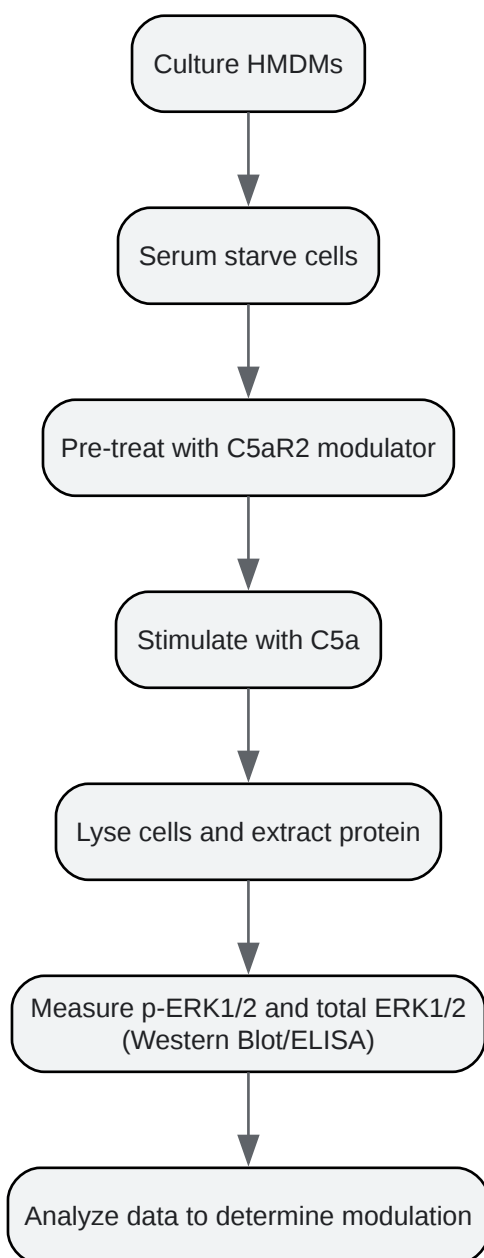 Culture HMDMs
Serum starve cells
Pre-treat with C5aR2 modulator
Stimulate with C5a
Lyse cells and extract protein
Measure p-ERK1/2 and total ERK1/2
(Western Blot/ELISA)
Analyze data to determine modulation